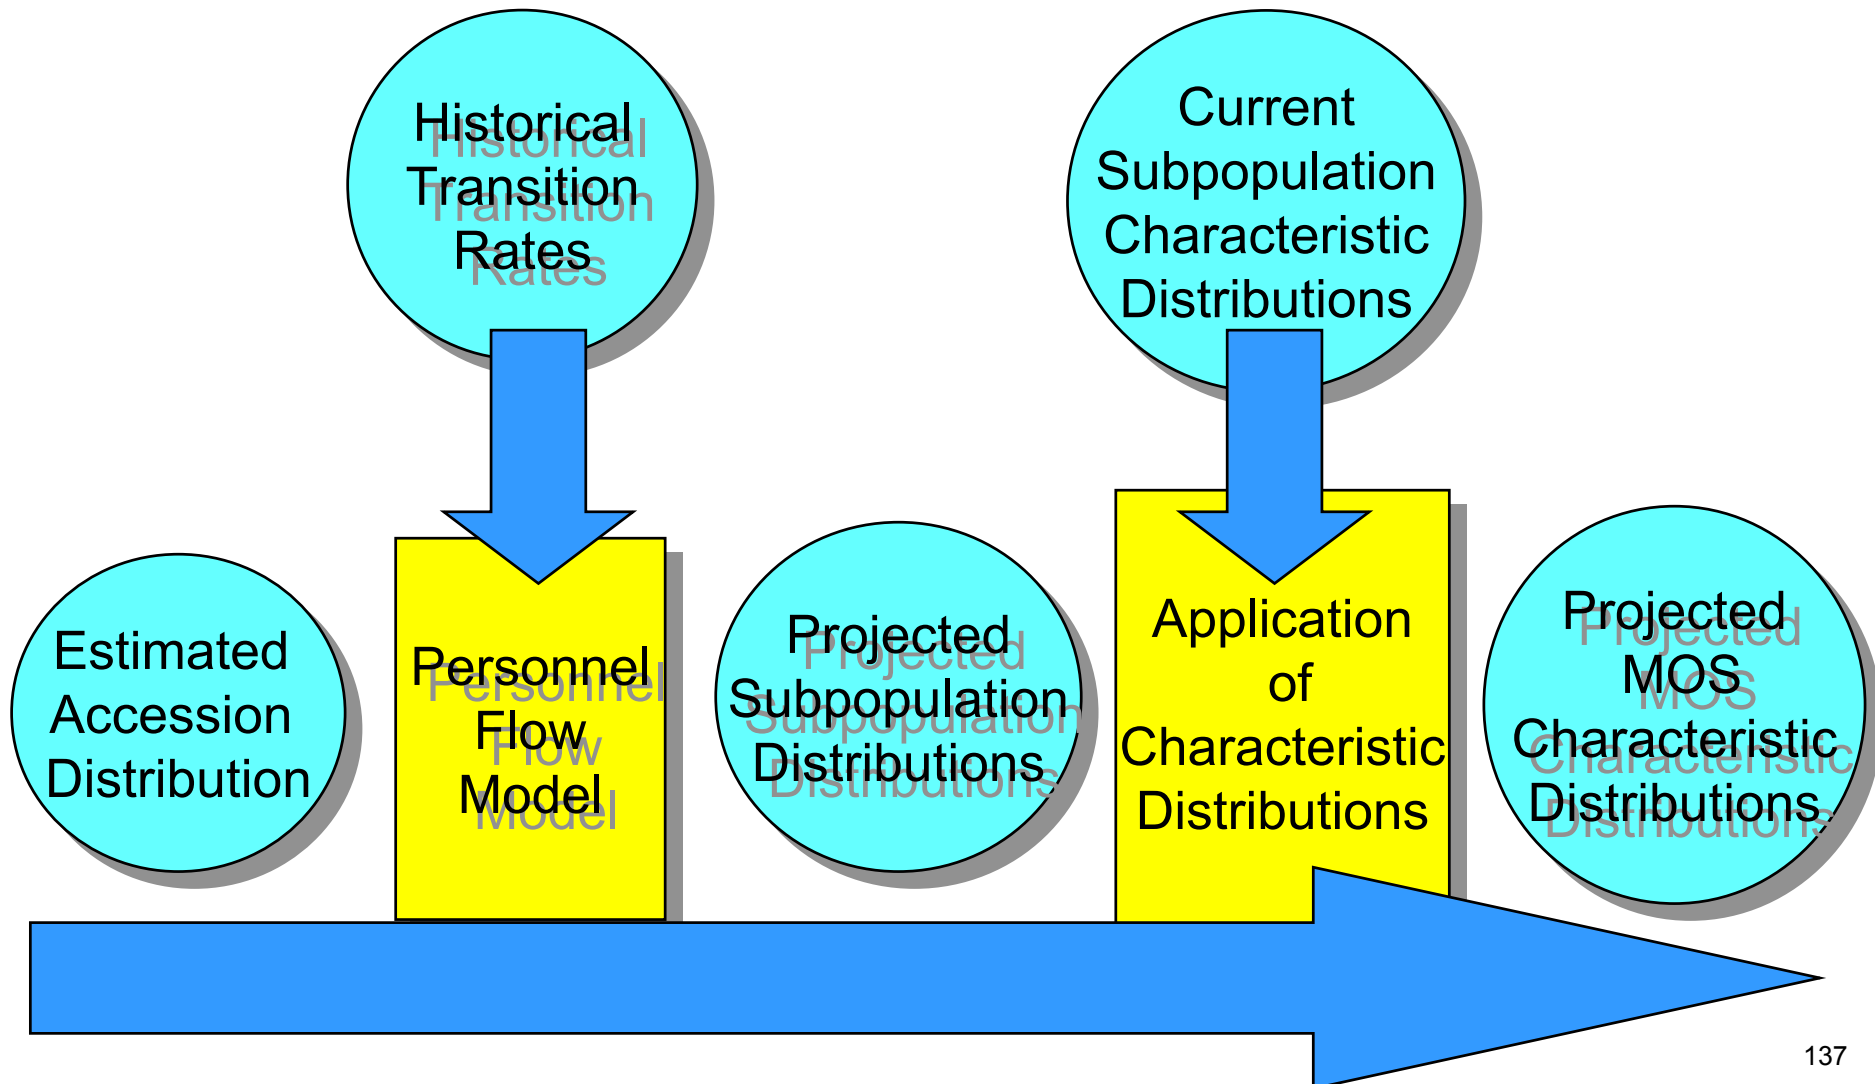 Historical
Transition
Rates
Current
Subpopulation
Characteristic
Distributions
Estimated
Accession
Distribution
Personnel
Flow
Model
Projected
Subpopulation
Distributions
Application
of
Characteristic
Distributions
Projected
MOS
Characteristic
Distributions
137